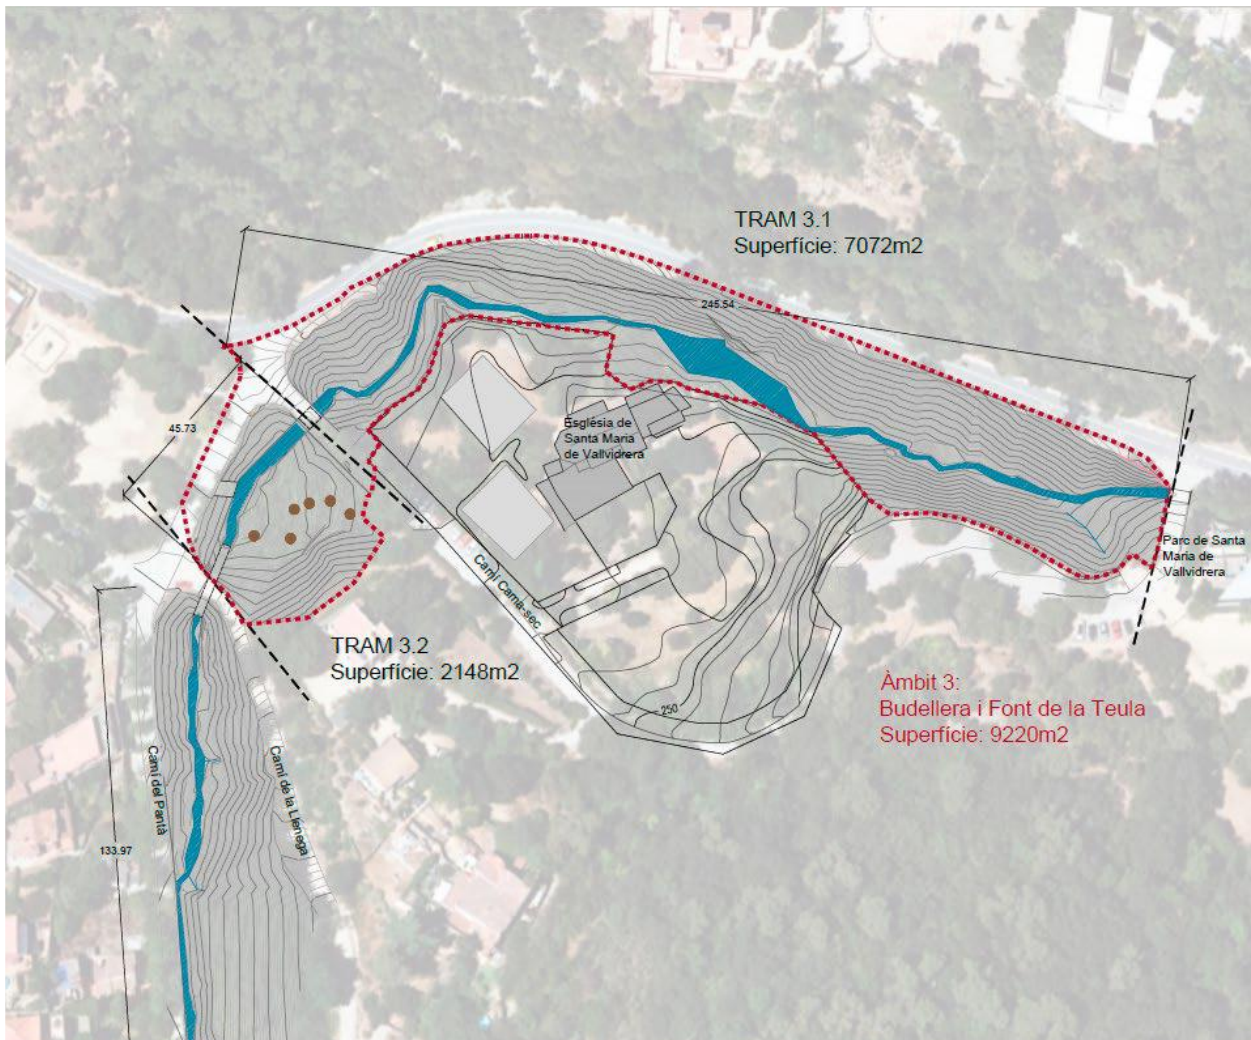 TRAM 3.1
Superfície: 7072m2
245.54
45.73
Església de
Santa Maria
de Vallvidrera
Camí Cama-sec
Parc de Santa
Maria de
Vallvidrera
TRAM 3.2
Superfície: 2148m2
Àmbit 3:
Budellera i Font de la Teula
Superfície: 9220m2
250
Camí del Pantà
Camí de la Llenega
133.97